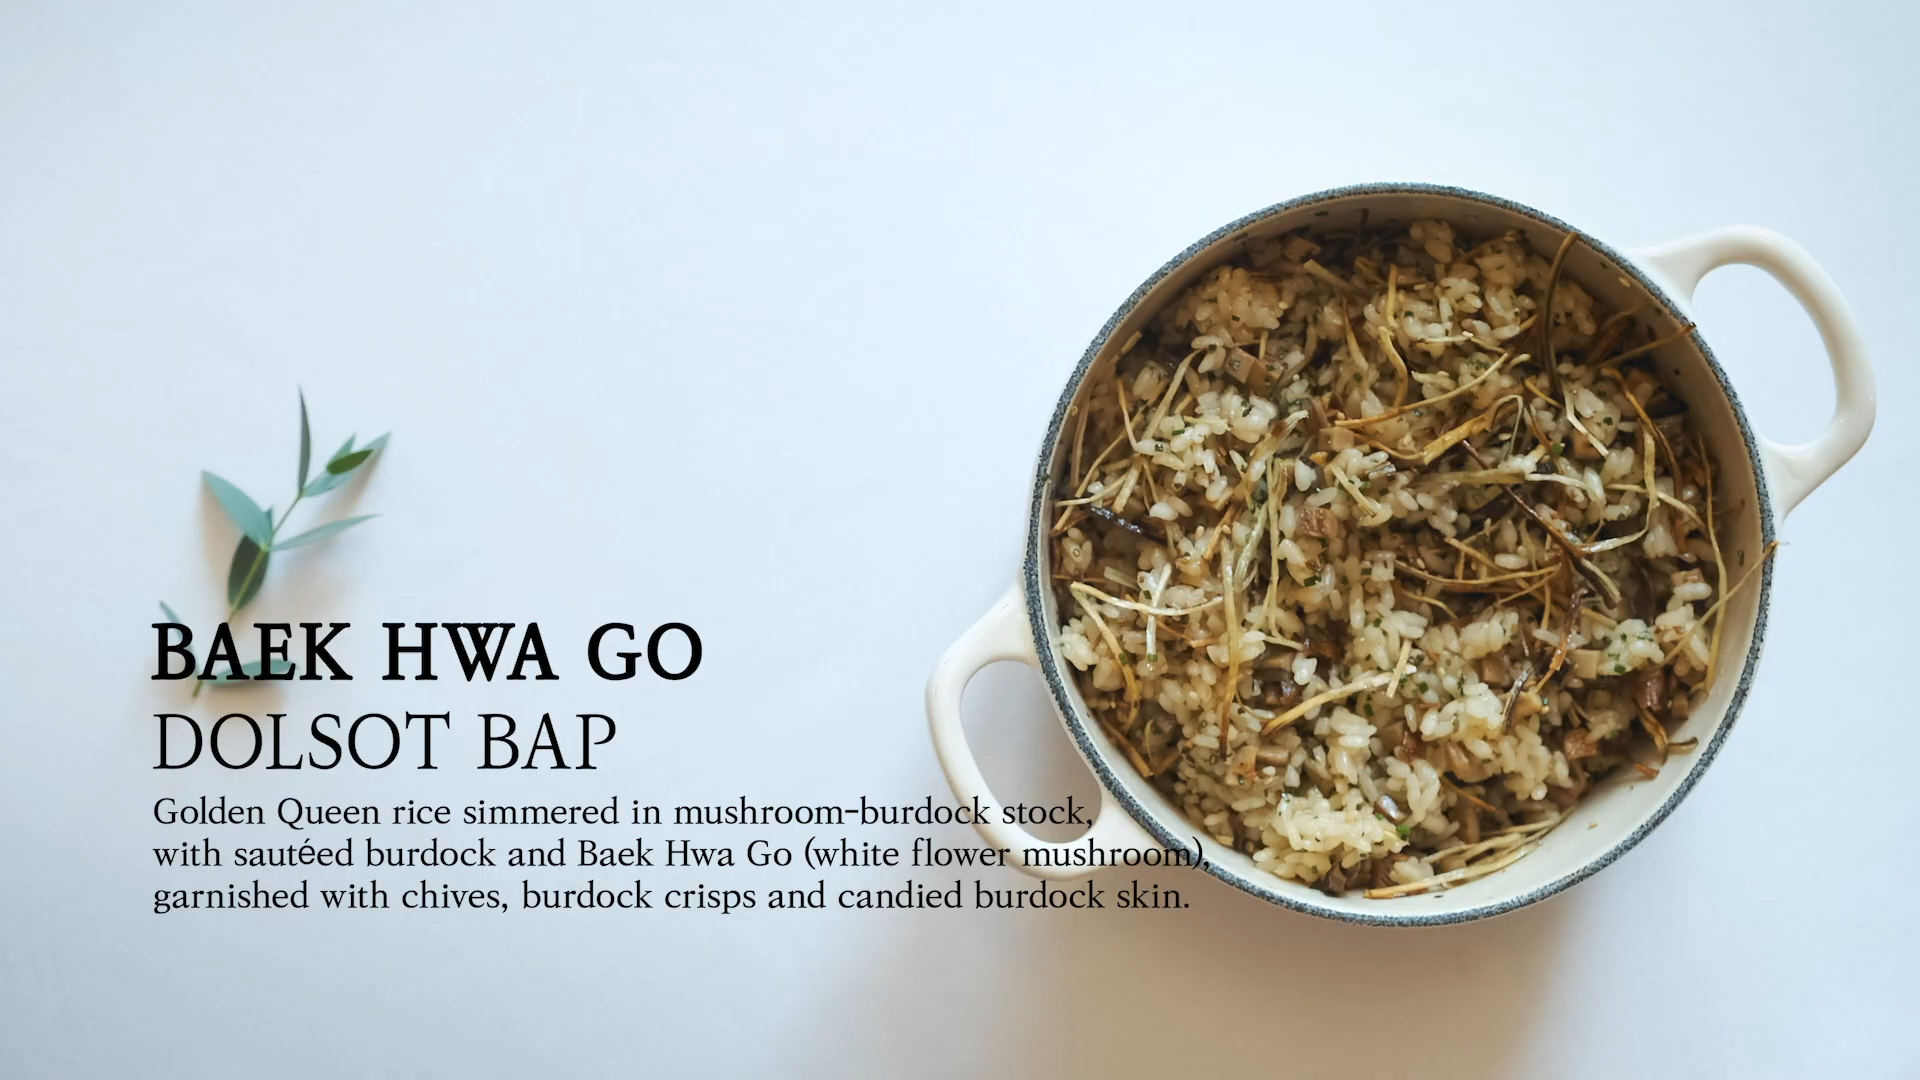 BAEK HWA GO
DOLSOT BAP
Golden Queen rice simmered in mushroom-burdock stock,
with sautéed burdock and Baek Hwa Go (white flower mushroom),
garnished with chives, burdock crisps and candied burdock skin.